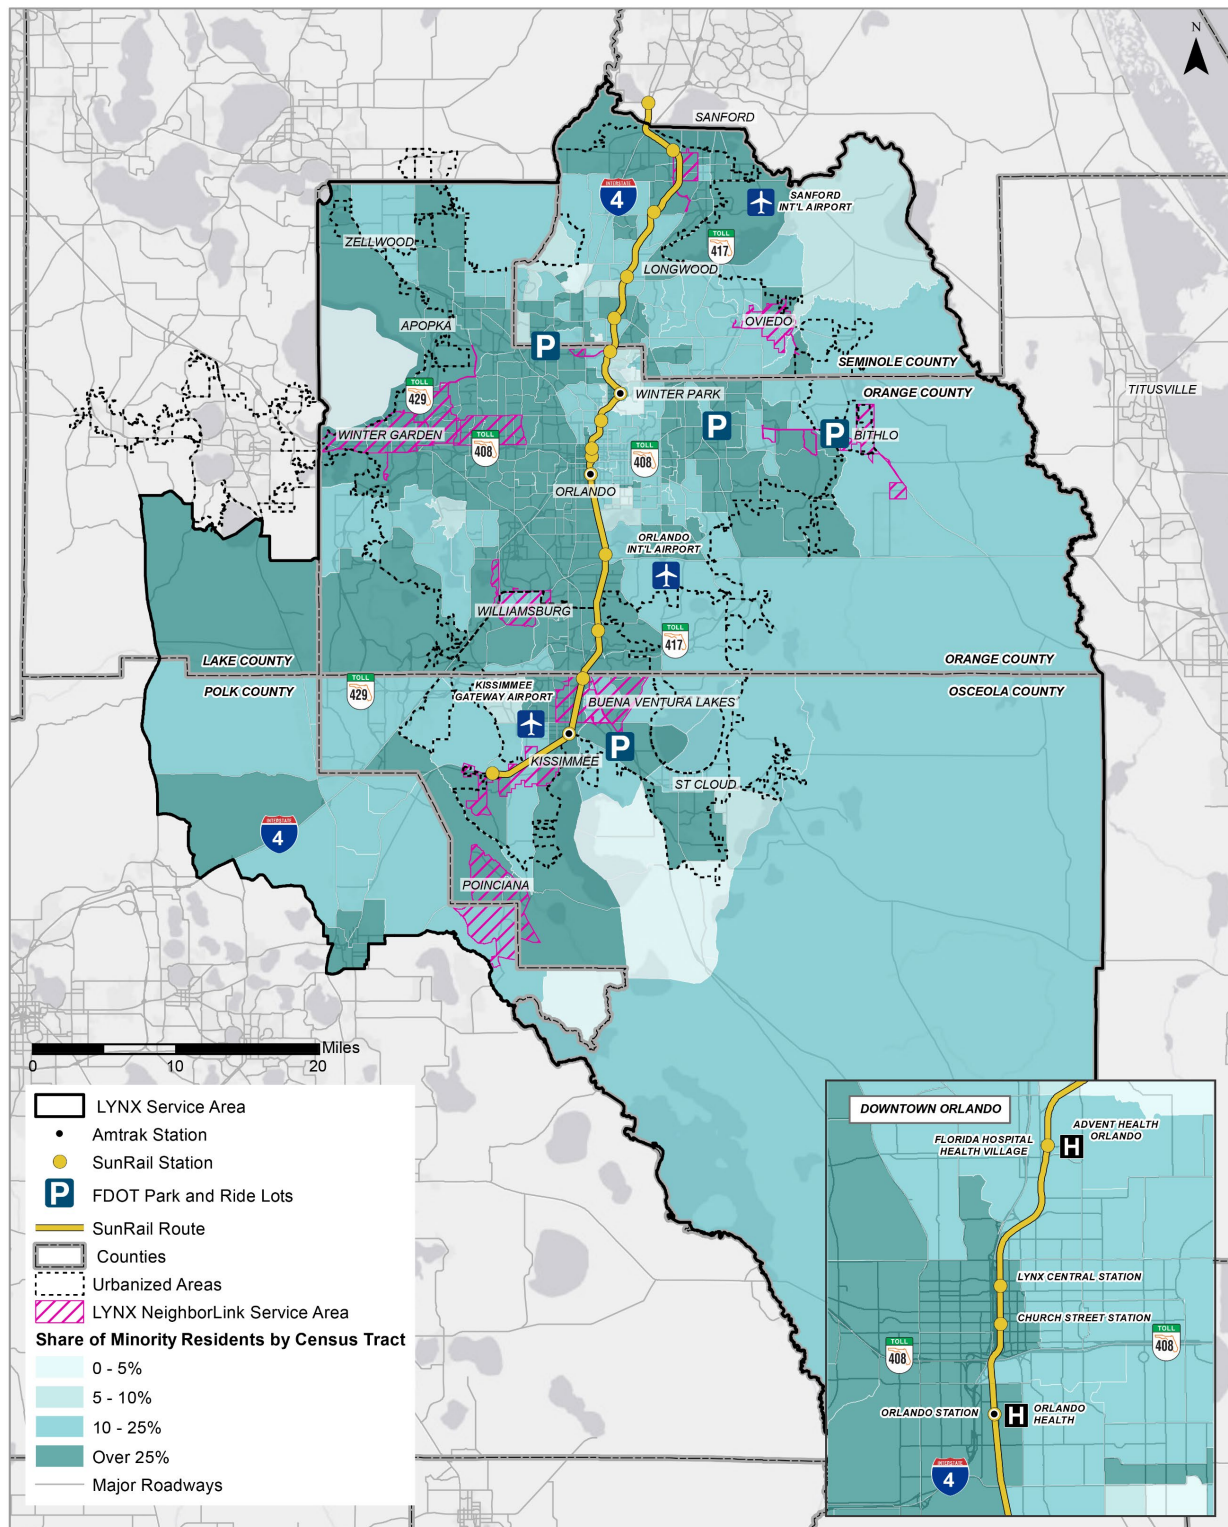 N
SANFORD
INTERSTATE
4
SANFORD
INT'L AIRPORT
TOLL
417
ZELLWOOD
LONGWOOD
APOPKA
OVIEDO
P
SEMINOLE COUNTY
ORANGE COUNTY
TOLL
429
WINTER PARK
TITUSVILLE
P
P
WINTER GARDEN
BITHLO
TOLL
408
TOLL
408
ORLANDO
ORLANDO
INT'L AIRPORT
WILLIAMSBURG
TOLL
417
LAKE COUNTY
ORANGE COUNTY
POLK COUNTY
OSCEOLA COUNTY
TOLL
429
KISSIMMEE
GATEWAY AIRPORT
BUENA VENTURA LAKES
P
KISSIMMEE
ST CLOUD
INTERSTATE
4
POINCIANA
Miles
0 10 20
LYNX Service Area
Amtrak Station
SunRail Station
P FDOT Park and Ride Lots
SunRail Route
Counties
Urbanized Areas
LYNX NeighborLink Service Area
Share of Minority Residents by Census Tract
0 - 5%
5 - 10%
10 - 25%
Over 25%
Major Roadways
DOWNTOWN ORLANDO
FLORIDA HOSPITAL
HEALTH VILLAGE
H
ADVENT HEALTH
ORLANDO
LYNX CENTRAL STATION
CHURCH STREET STATION
TOLL
408
TOLL
408
ORLANDO STATION
H
ORLANDO
HEALTH
INTERSTATE
4